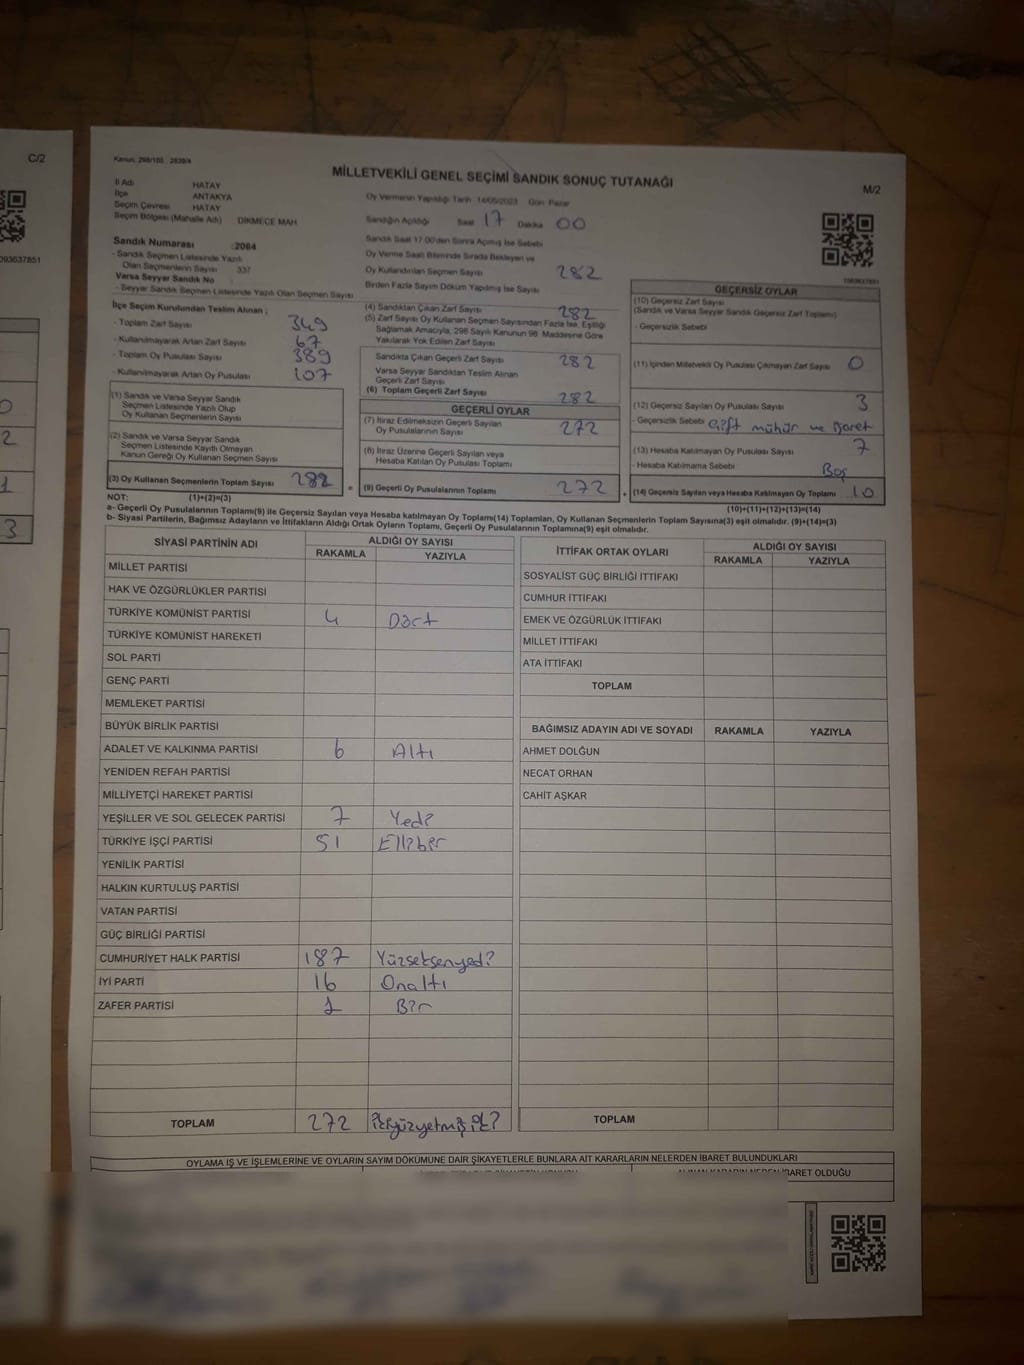 C/2
093637851
Kanun: 298/105 2839/4
MİLLETVEKİLİ GENEL SEÇİMİ SANDIK SONUÇ TUTANAĞI
M/2
İl Adı HATAY
İlçe ANTAKYA
Seçim Çevresi HATAY
Seçim Bölgesi (Mahalle Adı) DİKMECE MAH
Oy Vermenin Yapıldığı Tarih 14/05/2023 Gün Pazar
Sandığın Açıldığı Saat 17 Dakika 00
Sandık Numarası :2084
- Sandık Seçmen Listesinde Yazılı
Olan Seçmenlerin Sayısı 337
Varsa Seyyar Sandık No :
- Seyyar Sandık Seçmen Listesinde Yazılı Olan Seçmen Sayısı
Sandık Saat 17.00'den Sonra Açılmış İse Sebebi
Oy Verme Saati Bitiminde Sırada Bekleyen ve
Oy Kullandırılan Seçmen Sayısı 282
Birden Fazla Sayım Döküm Yapılmış İse Sayısı
İlçe Seçim Kurulundan Teslim Alınan ;
- Toplam Zarf Sayısı 349
- Kullanılmayarak Artan Zarf Sayısı 67
- Toplam Oy Pusulası Sayısı 389
- Kullanılmayarak Artan Oy Pusulası 107
(1) Sandık ve Varsa Seyyar Sandık
Seçmen Listesinde Yazılı Olup
Oy Kullanan Seçmenlerin Sayısı
(2) Sandık ve Varsa Seyyar Sandık
Seçmen Listesinde Kayıtlı Olmayan
Kanun Gereği Oy Kullanan Seçmen Sayısı
(3) Oy Kullanan Seçmenlerin Toplam Sayısı 282
(4) Sandıktan Çıkan Zarf Sayısı 282
(5) Zarf Sayısı Oy Kullanan Seçmen Sayısından Fazla İse, Eşitliği
Sağlamak Amacıyla, 298 Sayılı Kanunun 98. Maddesine Göre
Yakılarak Yok Edilen Zarf Sayısı
Sandıkta Çıkan Geçerli Zarf Sayısı 282
Varsa Seyyar Sandıktan Teslim Alınan
Geçerli Zarf Sayısı
(6) Toplam Geçerli Zarf Sayısı 282
GEÇERLİ OYLAR
(7) İtiraz Edilmeksizin Geçerli Sayılan
Oy Pusulalarının Sayısı 272
(8) İtiraz Üzerine Geçerli Sayılan veya
Hesaba Katılan Oy Pusulası Toplamı
(9) Geçerli Oy Pusulalarının Toplamı 272
GEÇERSİZ OYLAR
(10) Geçersiz Zarf Sayısı
(Sandık ve Varsa Seyyar Sandık Geçersiz Zarf Toplamı)
- Geçersizlik Sebebi
(11) İçinden Milletvekili Oy Pusulası Çıkmayan Zarf Sayısı 0
(12) Geçersiz Sayılan Oy Pusulası Sayısı 3
- Geçersizlik Sebebi Çift mühür ve İşaret
(13) Hesaba Katılmayan Oy Pusulası Sayısı 7
- Hesaba Katılmama Sebebi Boş
(14) Geçersiz Sayılan veya Hesaba Katılmayan Oy Toplamı 10
NOT: (1)+(2)=(3) (10)+(11)+(12)+(13)=(14)
a- Geçerli Oy Pusulalarının Toplamı(9) ile Geçersiz Sayılan veya Hesaba katılmayan Oy Toplamı(14) Toplamları, Oy Kullanan Seçmenlerin Toplam Sayısına(3) eşit olmalıdır. (9)+(14)=(3)
b- Siyasi Partilerin, Bağımsız Adayların ve İttifakların Aldığı Ortak Oyların Toplamı, Geçerli Oy Pusulalarının Toplamına(9) eşit olmalıdır.
SİYASİ PARTİNİN ADI ALDIĞI OY SAYISI
RAKAMLA YAZIYLA
MİLLET PARTİSİ
HAK VE ÖZGÜRLÜKLER PARTİSİ
TÜRKİYE KOMÜNİST PARTİSİ 4 Dört
TÜRKİYE KOMÜNİST HAREKETİ
SOL PARTİ
GENÇ PARTİ
MEMLEKET PARTİSİ
BÜYÜK BİRLİK PARTİSİ
ADALET VE KALKINMA PARTİSİ 6 Altı
YENİDEN REFAH PARTİSİ
MİLLİYETÇİ HAREKET PARTİSİ
YEŞİLLER VE SOL GELECEK PARTİSİ 7 Yedi
TÜRKİYE İŞÇİ PARTİSİ 51 Ellibir
YENİLİK PARTİSİ
HALKIN KURTULUŞ PARTİSİ
VATAN PARTİSİ
GÜÇ BİRLİĞİ PARTİSİ
CUMHURİYET HALK PARTİSİ 187 Yüzseksenyedi
İYİ PARTİ 16 Onaltı
ZAFER PARTİSİ 1 Bir
TOPLAM 272 İkiyüzyetmişiki
İTTİFAK ORTAK OYLARI ALDIĞI OY SAYISI
RAKAMLA YAZIYLA
SOSYALİST GÜÇ BİRLİĞİ İTTİFAKI
CUMHUR İTTİFAKI
EMEK VE ÖZGÜRLÜK İTTİFAKI
MİLLET İTTİFAKI
ATA İTTİFAKI
TOPLAM
BAĞIMSIZ ADAYIN ADI VE SOYADI RAKAMLA YAZIYLA
AHMET DOLĞUN
NECAT ORHAN
CAHİT AŞKAR
TOPLAM
OYLAMA İŞ VE İŞLEMLERİNE VE OYLARIN SAYIM DÖKÜMÜNE DAİR ŞİKAYETLERLE BUNLARA AİT KARARLARIN NELERDEN İBARET BULUNDUKLARI
ALINAN KARARIN NEDEN İBARET OLDUĞU